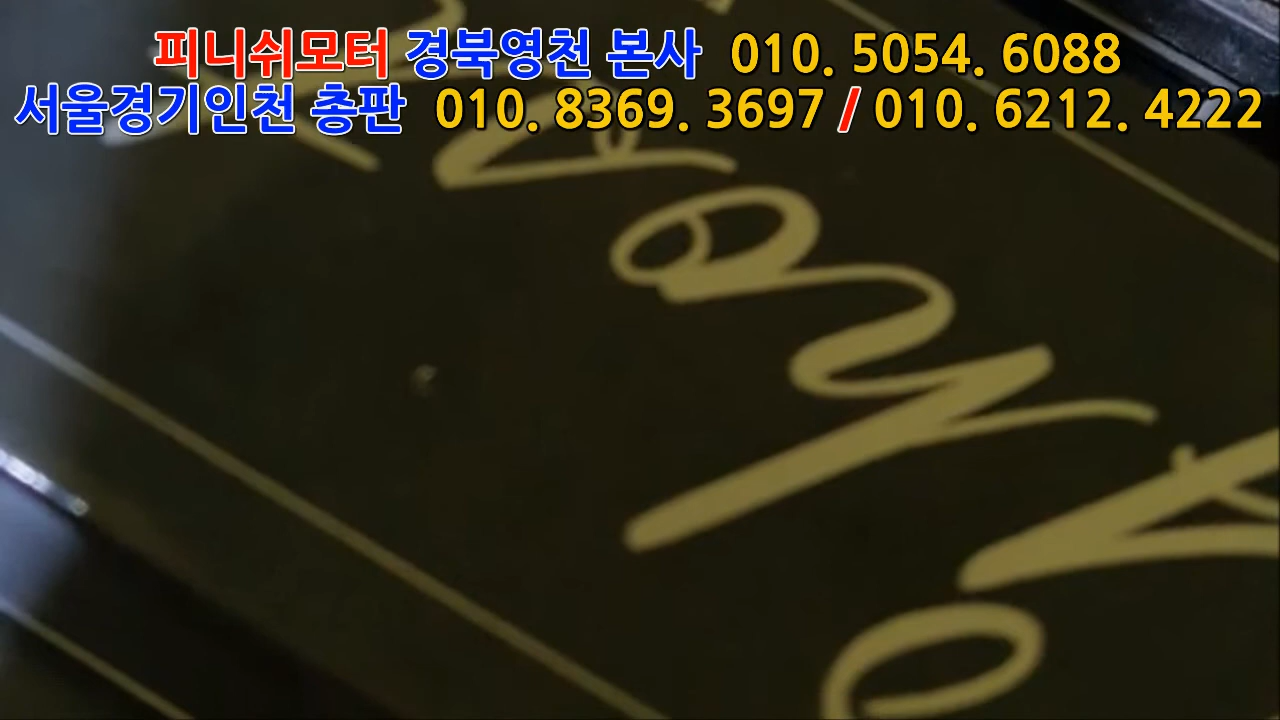 피니쉬모터 경북영천 본사 010. 5054. 6088
서울경기인천 총판 010. 8369. 3697 / 010. 6212. 4222